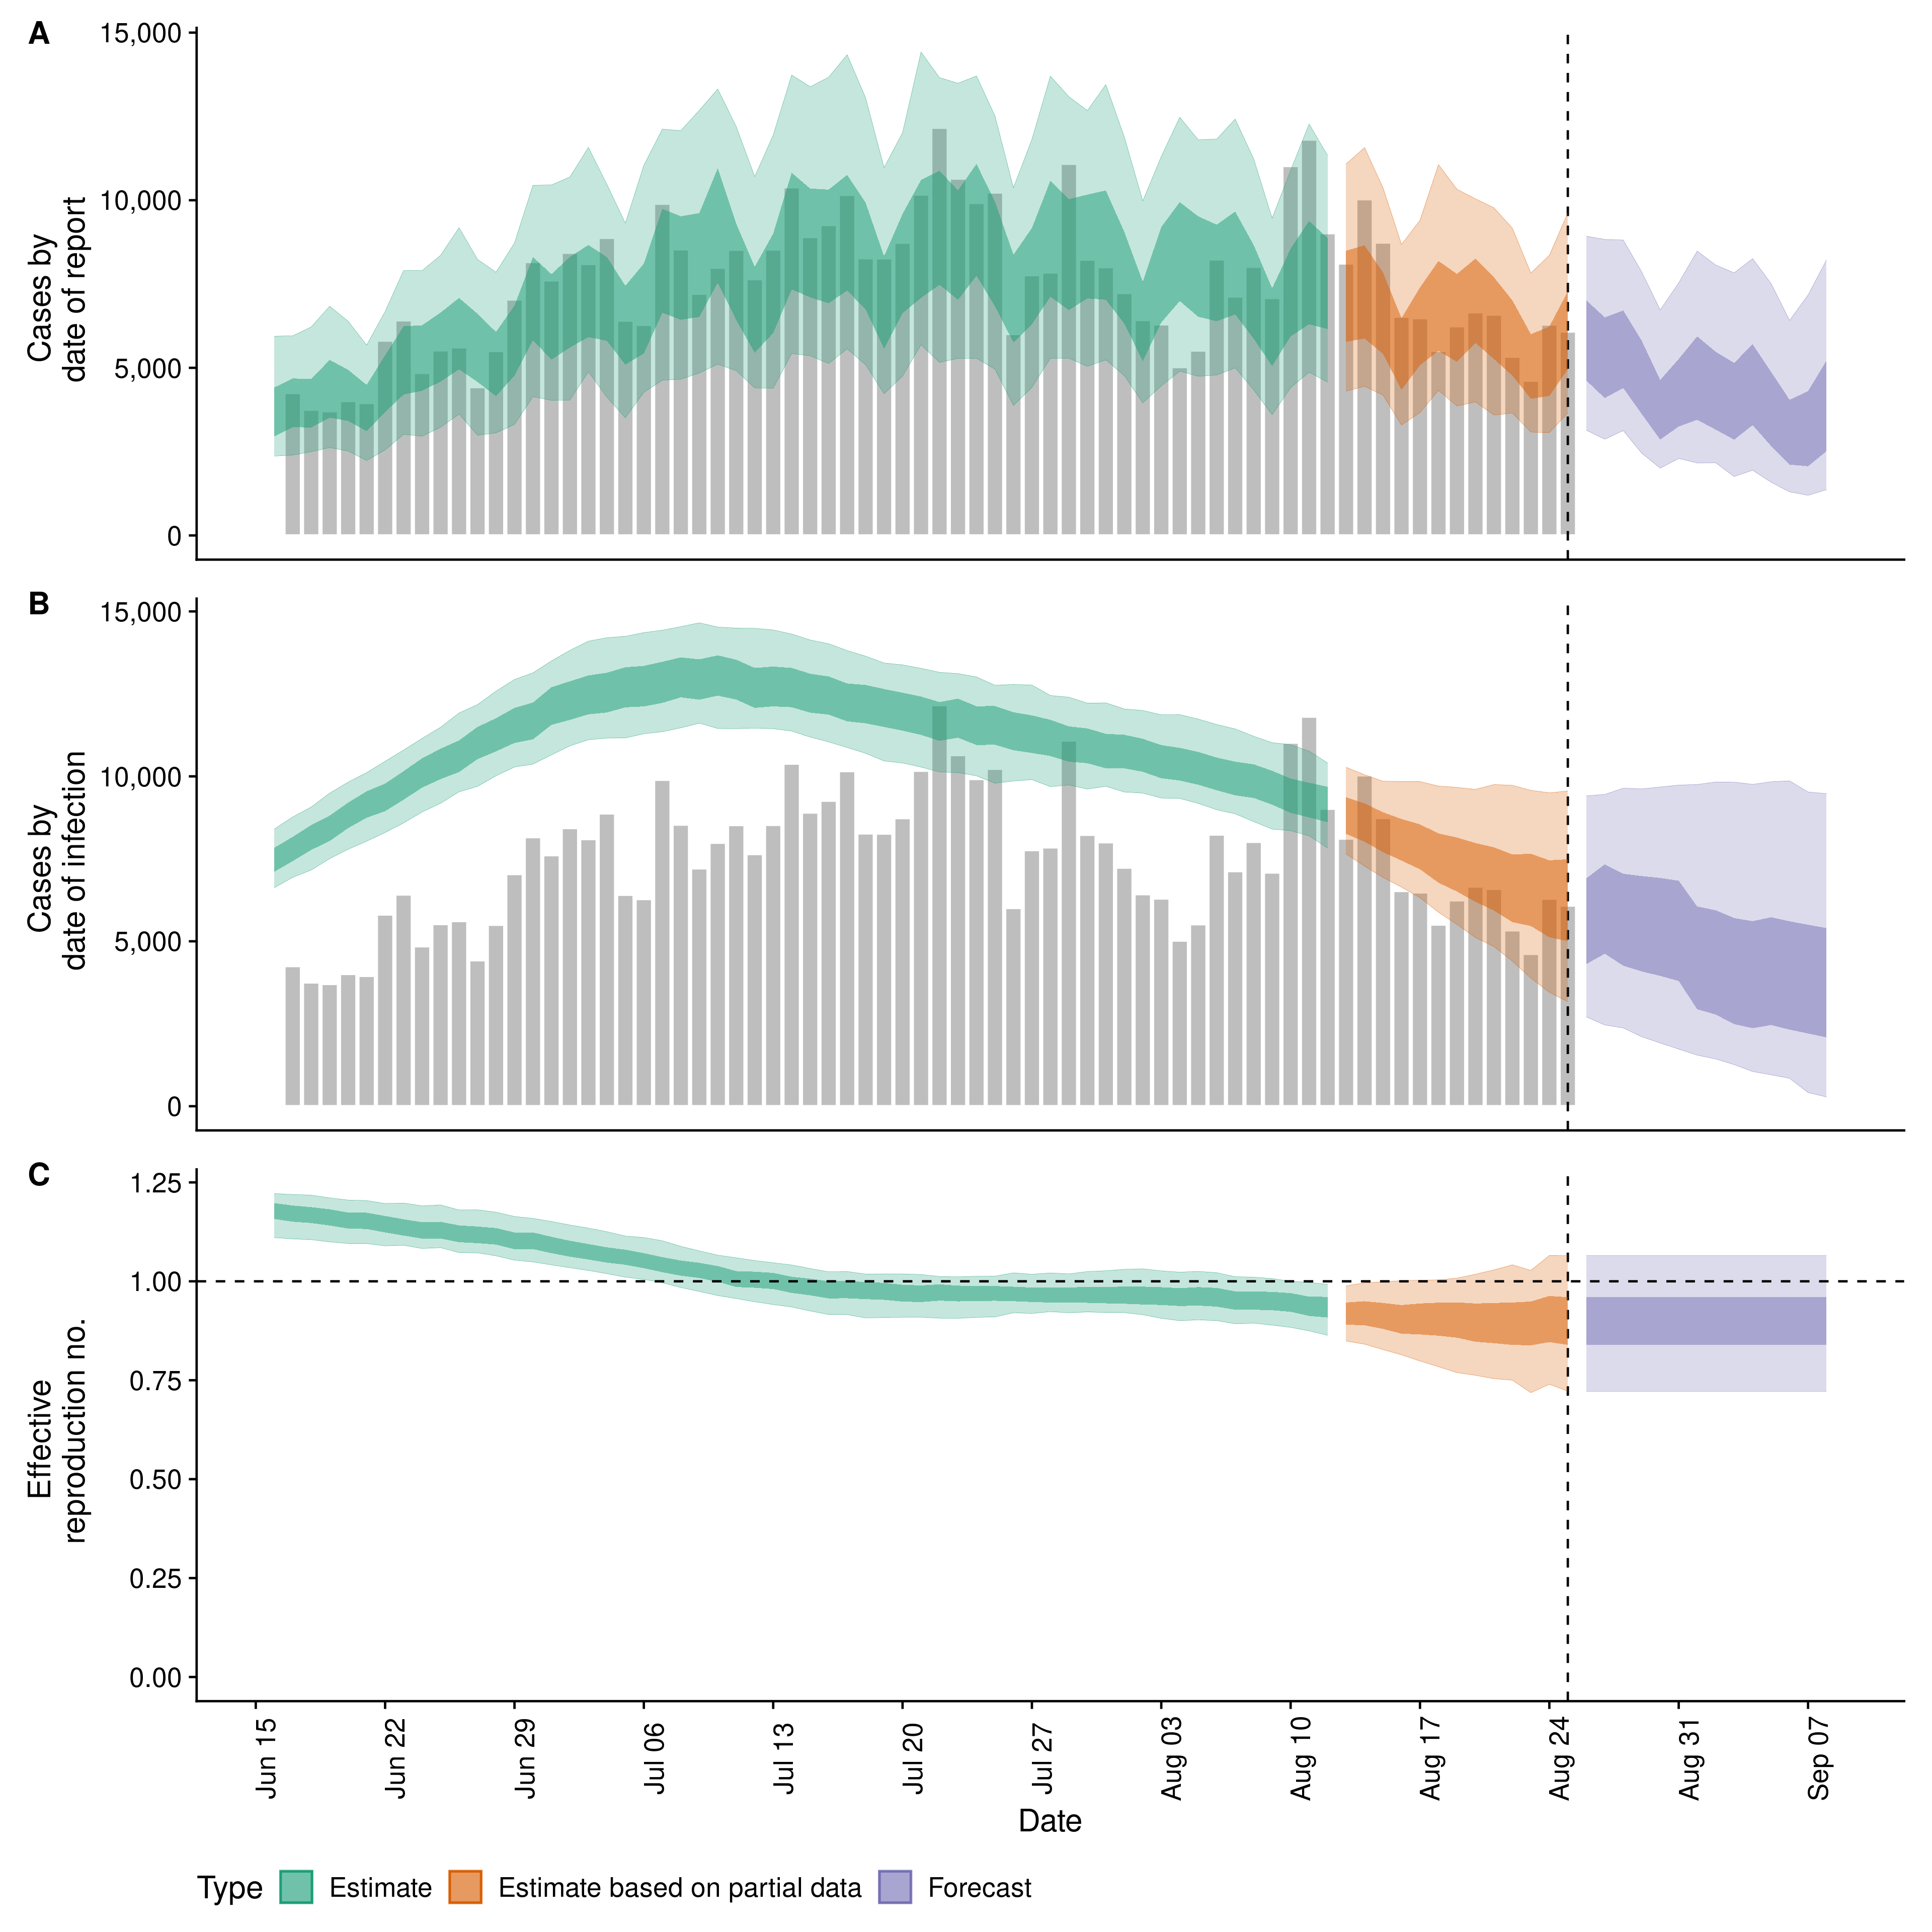 A
15,000
10,000
5,000
0
Cases by
date of report
B
15,000
10,000
5,000
0
Cases by
date of infection
C
1.25
1.00
0.75
0.50
0.25
0.00
Effective
reproduction no.
Jun 15
Jun 22
Jun 29
Jul 06
Jul 13
Jul 20
Jul 27
Aug 03
Aug 10
Aug 17
Aug 24
Aug 31
Sep 07
Date
Type Estimate Estimate based on partial data Forecast